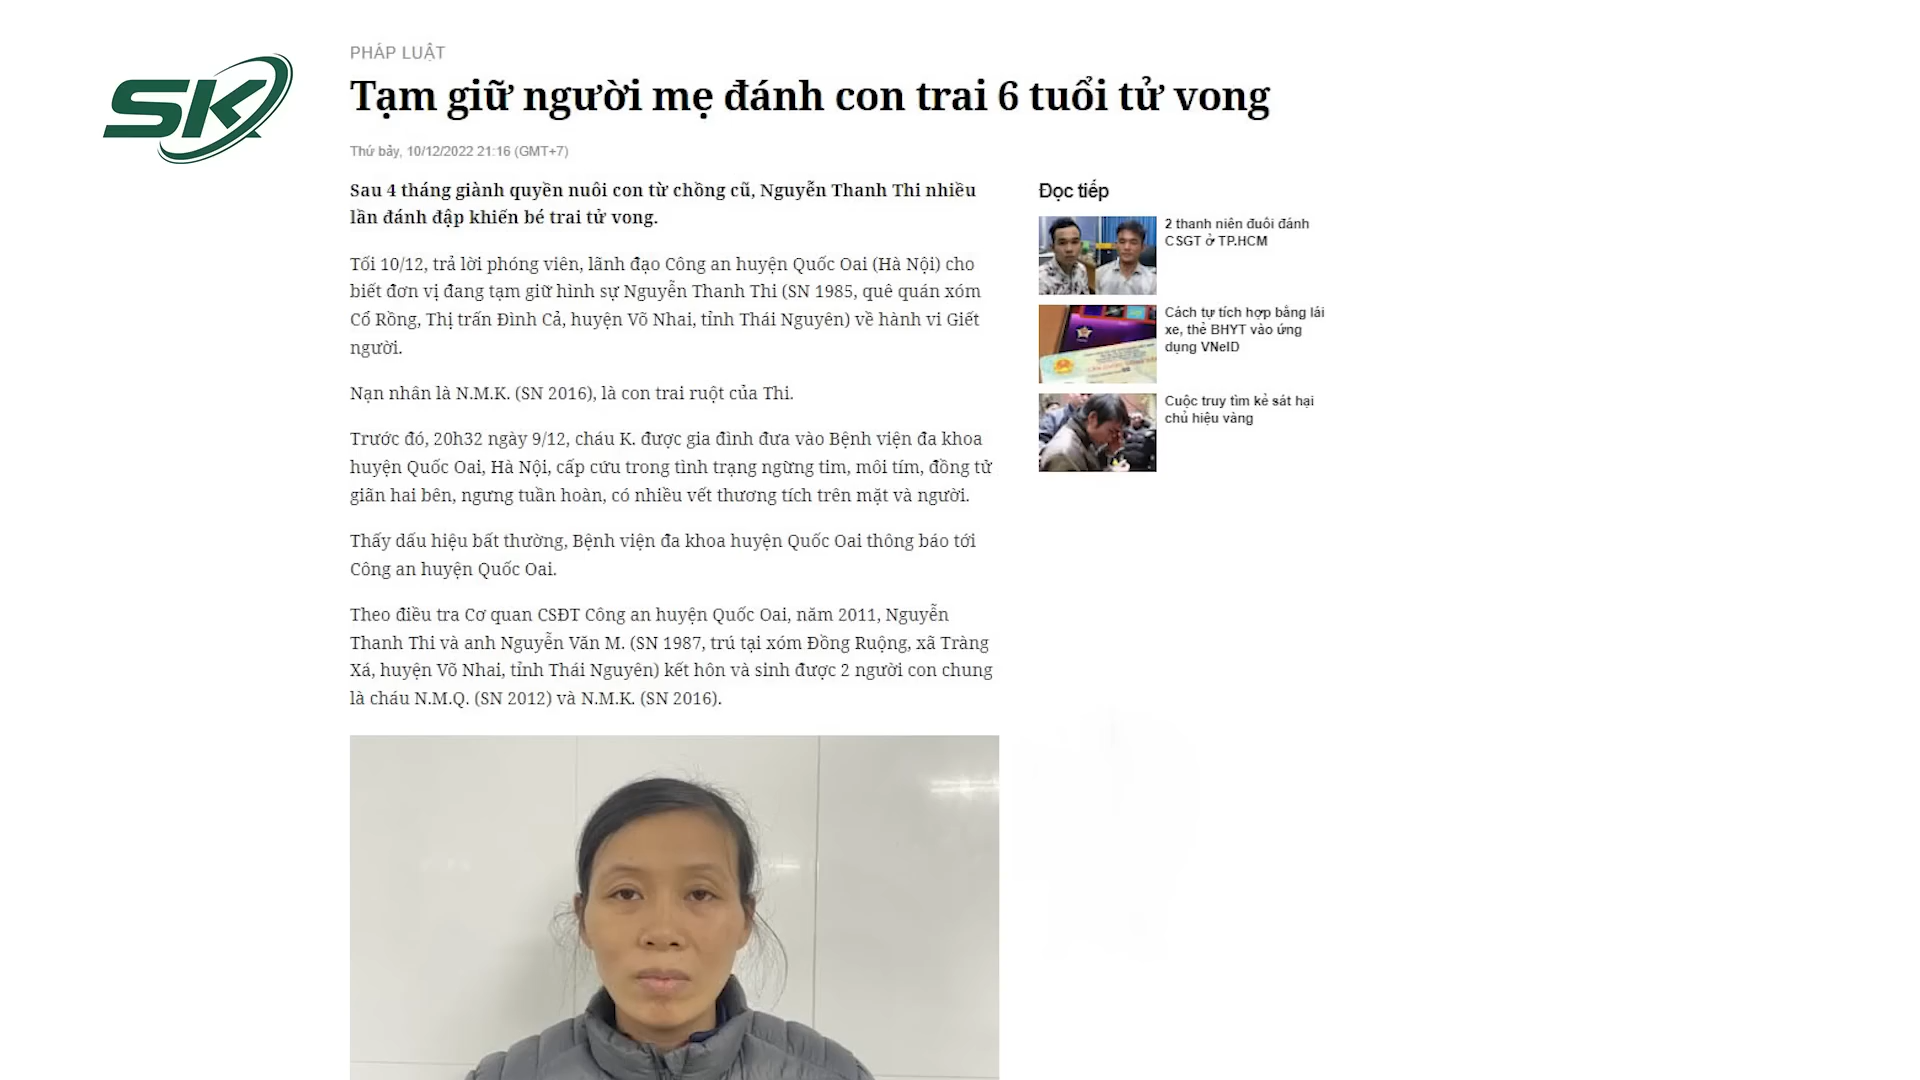 SK
PHÁP LUẬT
Tạm giữ người mẹ đánh con trai 6 tuổi tử vong
Thứ bảy, 10/12/2022 21:16 (GMT+7)
Sau 4 tháng giành quyền nuôi con từ chồng cũ, Nguyễn Thanh Thi nhiều
lần đánh đập khiến bé trai tử vong.
Tối 10/12, trả lời phóng viên, lãnh đạo Công an huyện Quốc Oai (Hà Nội) cho
biết đơn vị đang tạm giữ hình sự Nguyễn Thanh Thi (SN 1985, quê quán xóm
Cổ Rồng, Thị trấn Đình Cả, huyện Võ Nhai, tỉnh Thái Nguyên) về hành vi Giết
người.
Nạn nhân là N.M.K. (SN 2016), là con trai ruột của Thi.
Trước đó, 20h32 ngày 9/12, cháu K. được gia đình đưa vào Bệnh viện đa khoa
huyện Quốc Oai, Hà Nội, cấp cứu trong tình trạng ngừng tim, môi tím, đồng tử
giãn hai bên, ngưng tuần hoàn, có nhiều vết thương tích trên mặt và người.
Thấy dấu hiệu bất thường, Bệnh viện đa khoa huyện Quốc Oai thông báo tới
Công an huyện Quốc Oai.
Theo điều tra Cơ quan CSĐT Công an huyện Quốc Oai, năm 2011, Nguyễn
Thanh Thi và anh Nguyễn Văn M. (SN 1987, trú tại xóm Đồng Ruộng, xã Tràng
Xá, huyện Võ Nhai, tỉnh Thái Nguyên) kết hôn và sinh được 2 người con chung
là cháu N.M.Q. (SN 2012) và N.M.K. (SN 2016).
Đọc tiếp
2 thanh niên đuổi đánh
CSGT ở TP.HCM
Cách tự tích hợp bằng lái
xe, thẻ BHYT vào ứng
dụng VNeID
Cuộc truy tìm kẻ sát hại
chủ hiệu vàng